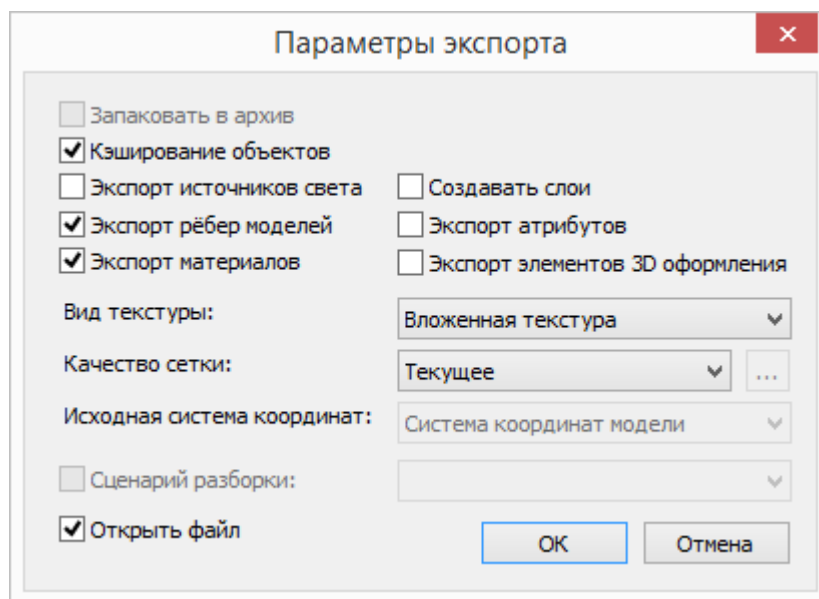 Параметры экспорта
Запаковать в архив
Кэширование объектов
Экспорт источников света
Создавать слои
Экспорт рёбер моделей
Экспорт атрибутов
Экспорт материалов
Экспорт элементов 3D оформления
Вид текстуры:
Вложенная текстура
Качество сетки:
Текущее
...
Исходная система координат:
Система координат модели
Сценарий разборки:
Открыть файл
ОК
Отмена